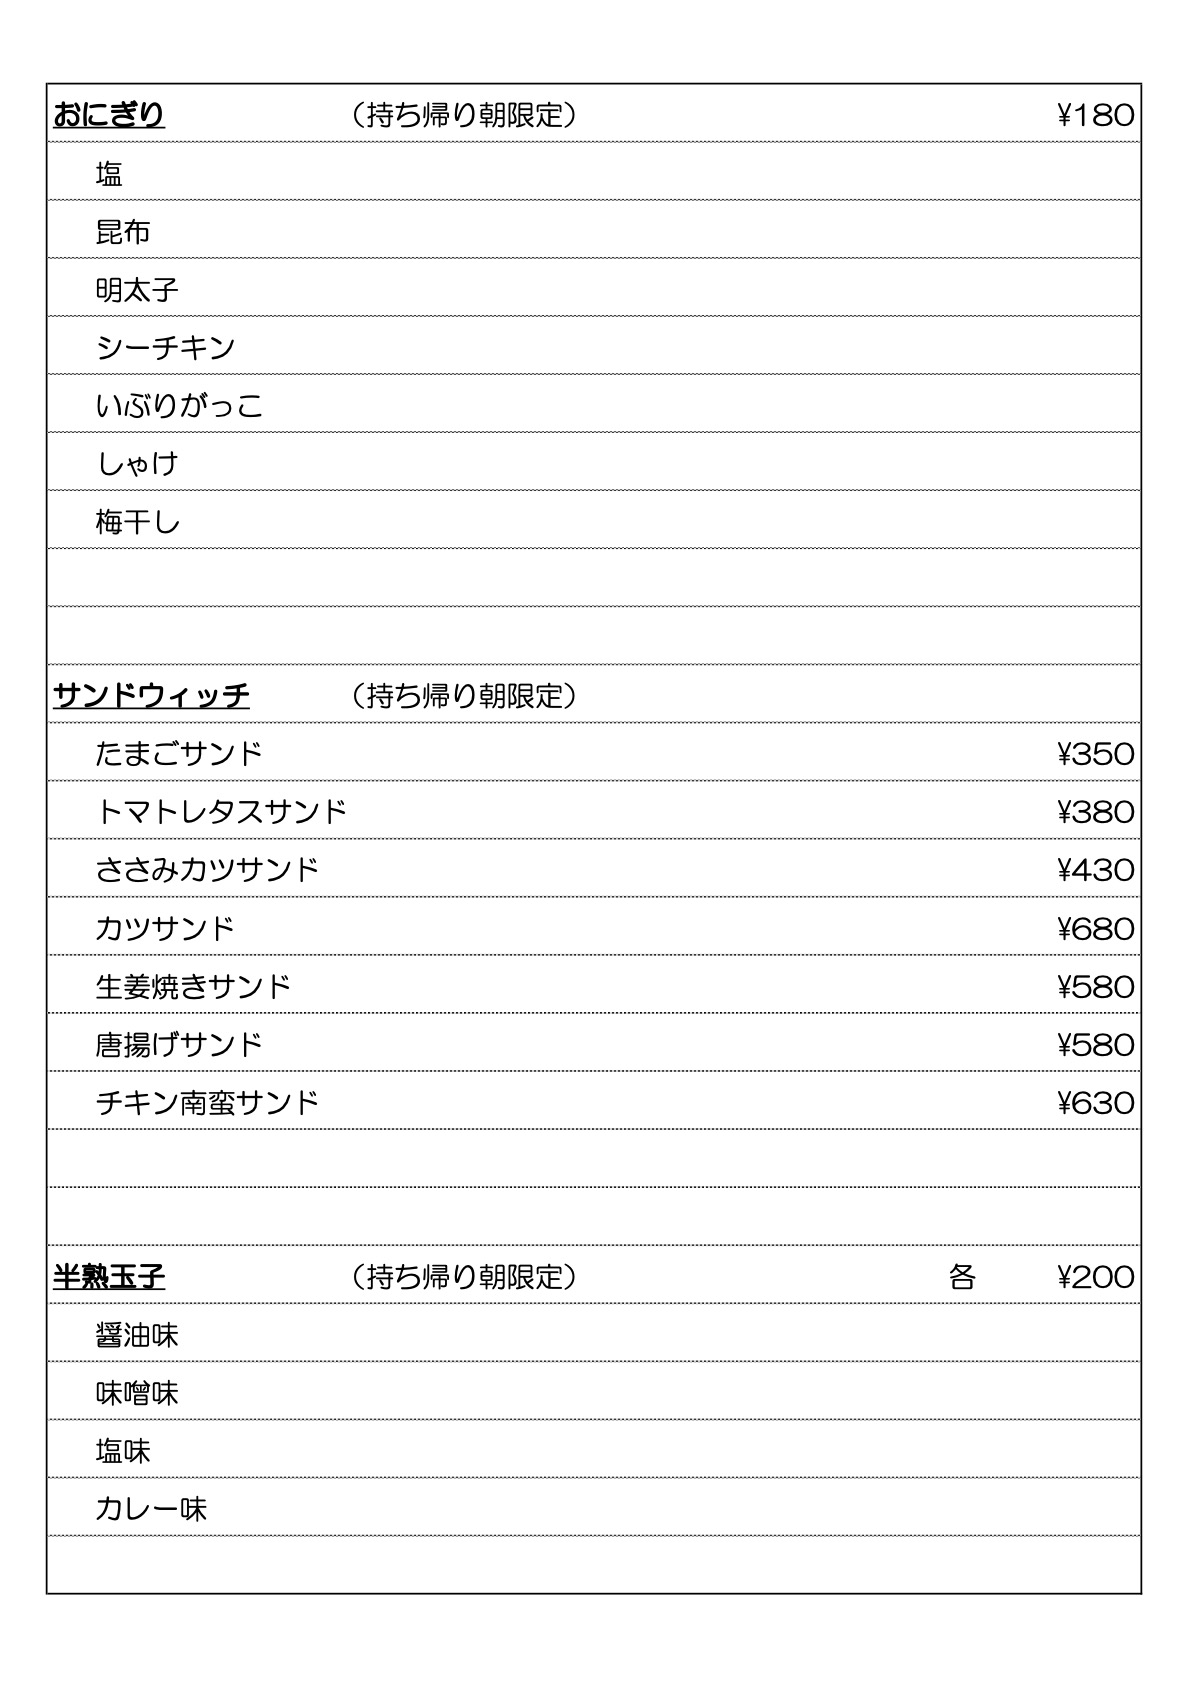 おにぎり （持ち帰り朝限定） ¥180
塩
昆布
明太子
シーチキン
いぶりがっこ
しゃけ
梅干し
サンドウィッチ （持ち帰り朝限定）
たまごサンド ¥350
トマトレタスサンド ¥380
ささみカツサンド ¥430
カツサンド ¥680
生姜焼きサンド ¥580
唐揚げサンド ¥580
チキン南蛮サンド ¥630
半熟玉子 （持ち帰り朝限定） 各 ¥200
醤油味
味噌味
塩味
カレー味